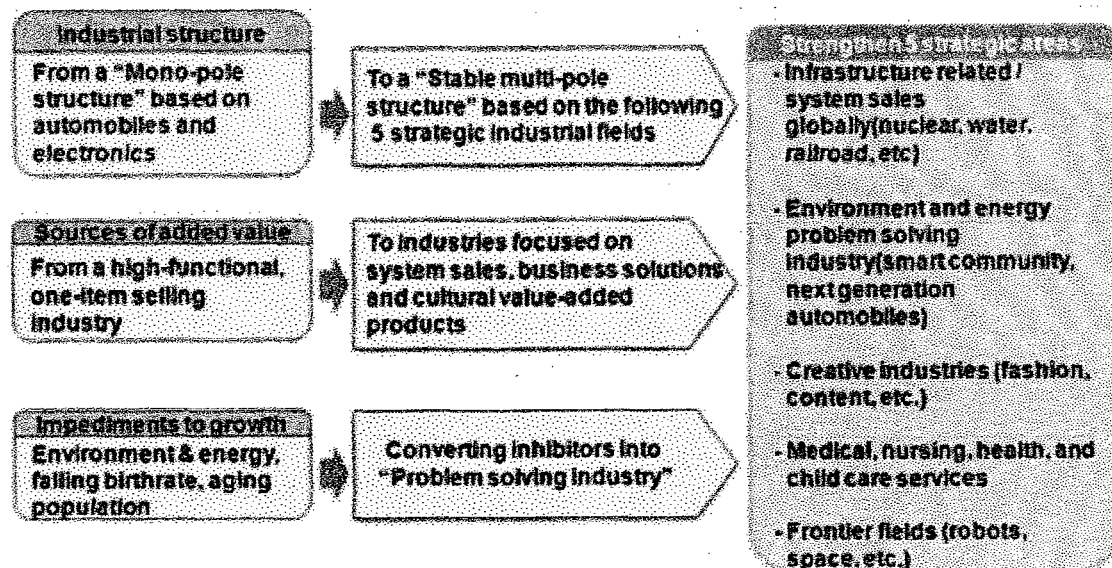 Industrial structure
From a "Mono-pole
structure" based on
automobiles and
electronics
To a "Stable multi-pole
structure" based on the following
5 strategic industrial fields
Sources of added value
From a high-functional,
one-item selling
industry
To industries focused on
system sales, business solutions
and cultural value-added
products
Impediments to growth
Environment & energy,
falling birthrate, aging
population
Converting inhibitors into
"Problem solving industry"
Strengthen 5 strategic areas
- Infrastructure related /
system sales
globally(nuclear, water,
railroad, etc)
- Environment and energy
problem solving
industry(smart community,
next generation
automobiles)
- Creative industries (fashion,
content, etc.)
- Medical, nursing, health, and
child care services
- Frontier fields (robots,
space, etc.)